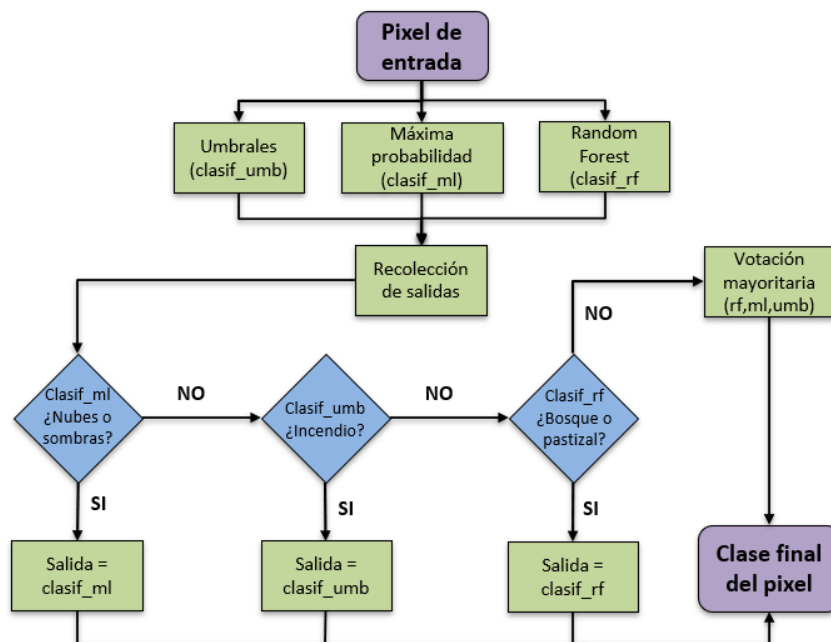 Pixel de
entrada
Umbrales
(clasif_umb)
Máxima
probabilidad
(clasif_ml)
Random
Forest
(clasif_rf
Recolección
de salidas
Votación
mayoritaria
(rf,ml,umb)
NO
Clasif_ml
¿Nubes o
sombras?
NO
Clasif_umb
¿Incendio?
NO
Clasif_rf
¿Bosque o
pastizal?
SI
SI
SI
Salida =
clasif_ml
Salida =
clasif_umb
Salida =
clasif_rf
Clase final
del pixel